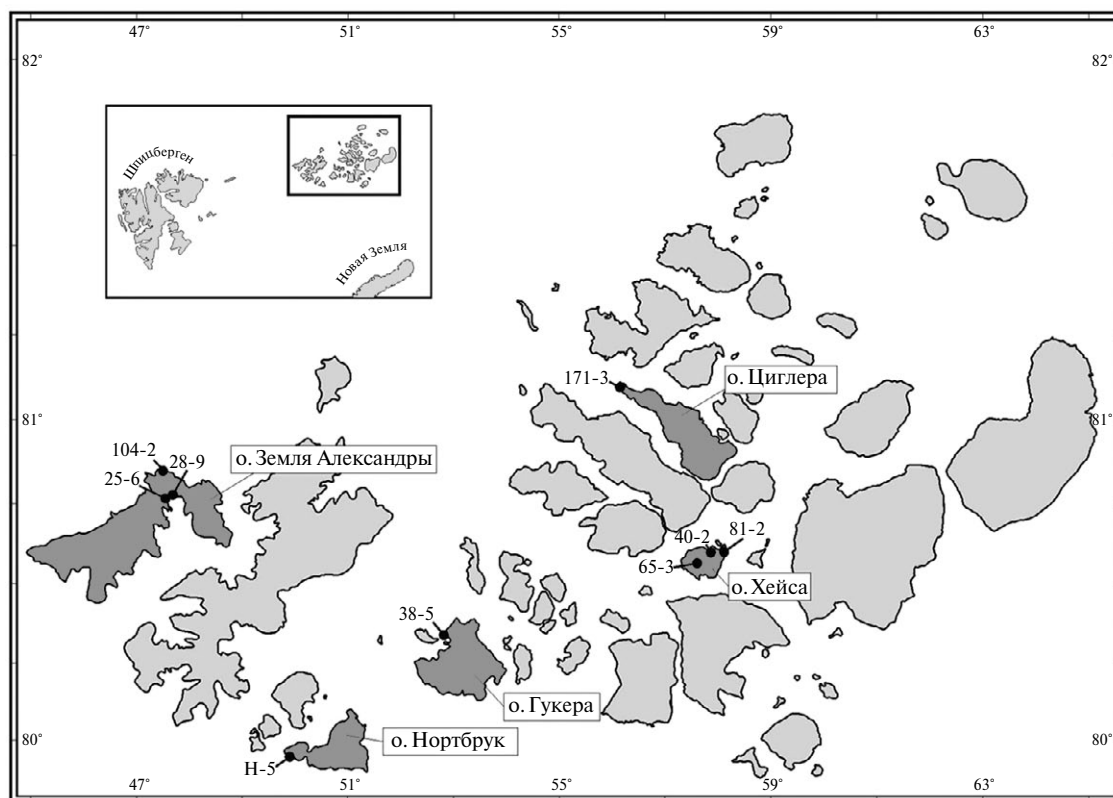 47° 51° 55° 59° 63°
82° 82°
Шпицберген
Новая Земля
171-3
о. Циглера
81° 81°
104-2
28-9
о. Земля Александры
25-6
40-2
81-2
65-3
о. Хейса
38-5
о. Гукера
о. Нортбрук
Н-5
80° 80°
47° 51° 55° 59° 63°